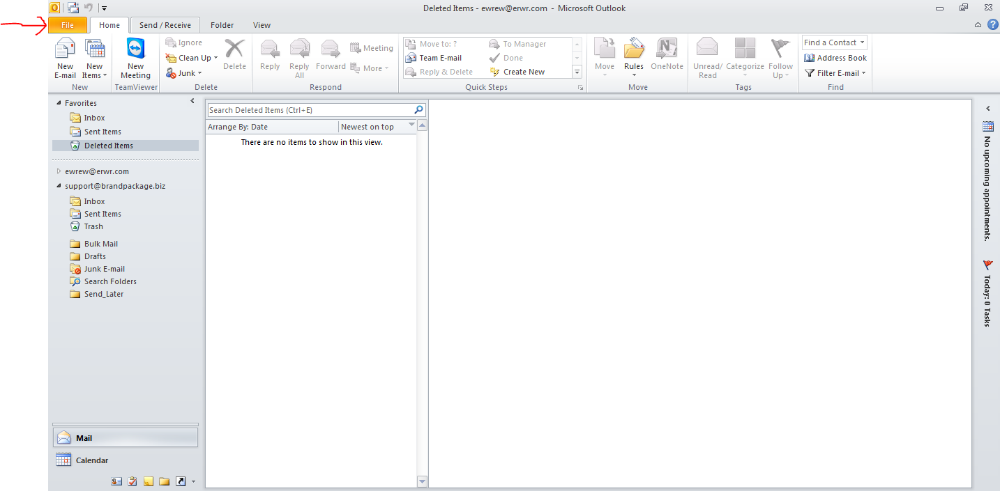 Deleted Items - ewrew@erwr.com - Microsoft Outlook
File Home Send / Receive Folder View
New E-mail
New Items
New
New Meeting
TeamViewer
Ignore
Clean Up
Junk
Delete
Delete
Reply
Reply All
Forward
Meeting
More
Respond
Move to: ?
Team E-mail
Reply & Delete
To Manager
Done
Create New
Quick Steps
Move
Rules
OneNote
Move
Unread/ Read
Categorize
Follow Up
Tags
Find a Contact
Address Book
Filter E-mail
Find
Favorites
Inbox
Sent Items
Deleted Items
ewrew@erwr.com
support@brandpackage.biz
Inbox
Sent Items
Trash
Bulk Mail
Drafts
Junk E-mail
Search Folders
Send_Later
Mail
Calendar
Search Deleted Items (Ctrl+E)
Arrange By: Date Newest on top
There are no items to show in this view.
No upcoming appointments.
Today: 0 Tasks